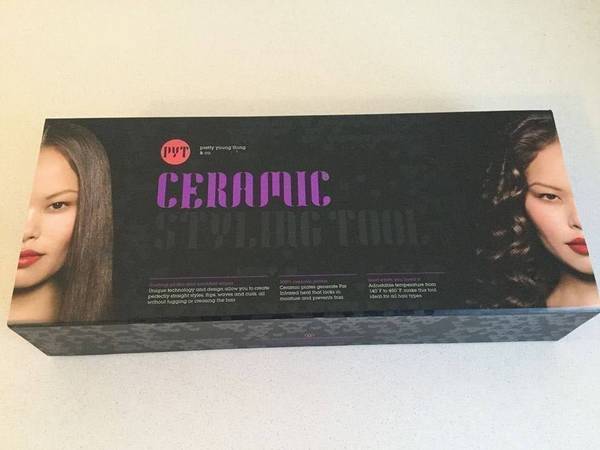 PYT
pretty young thing
& co
CERAMIC
STYLING TOOL
Unique technology and design allow you to create
perfectly straight styles, flips, waves and curls, all
without tugging or creasing the hair
100% ceramic plates
Ceramic plates generate Far
Infrared heat that locks in
moisture and prevents frizz
Adjustable temperature from
140°F to 450°F make this tool
ideal for all hair types